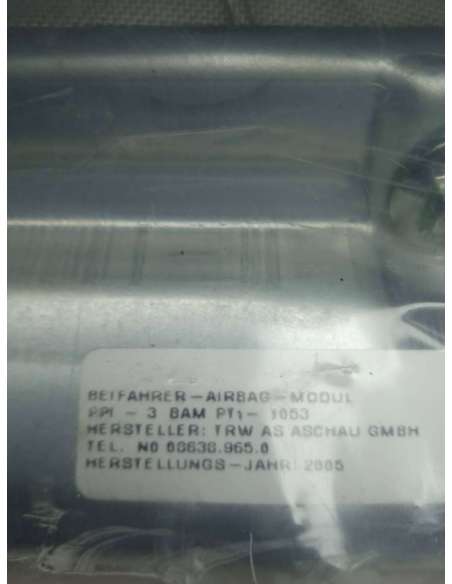 BEIFAHRER-AIRBAG-MODUL
PPI - 3 BAM PT1- 1053
HERSTELLER: TRW AS ASCHAU GMBH
TEL. NO 08638.965.0
HERSTELLUNGS-JAHR: 2005